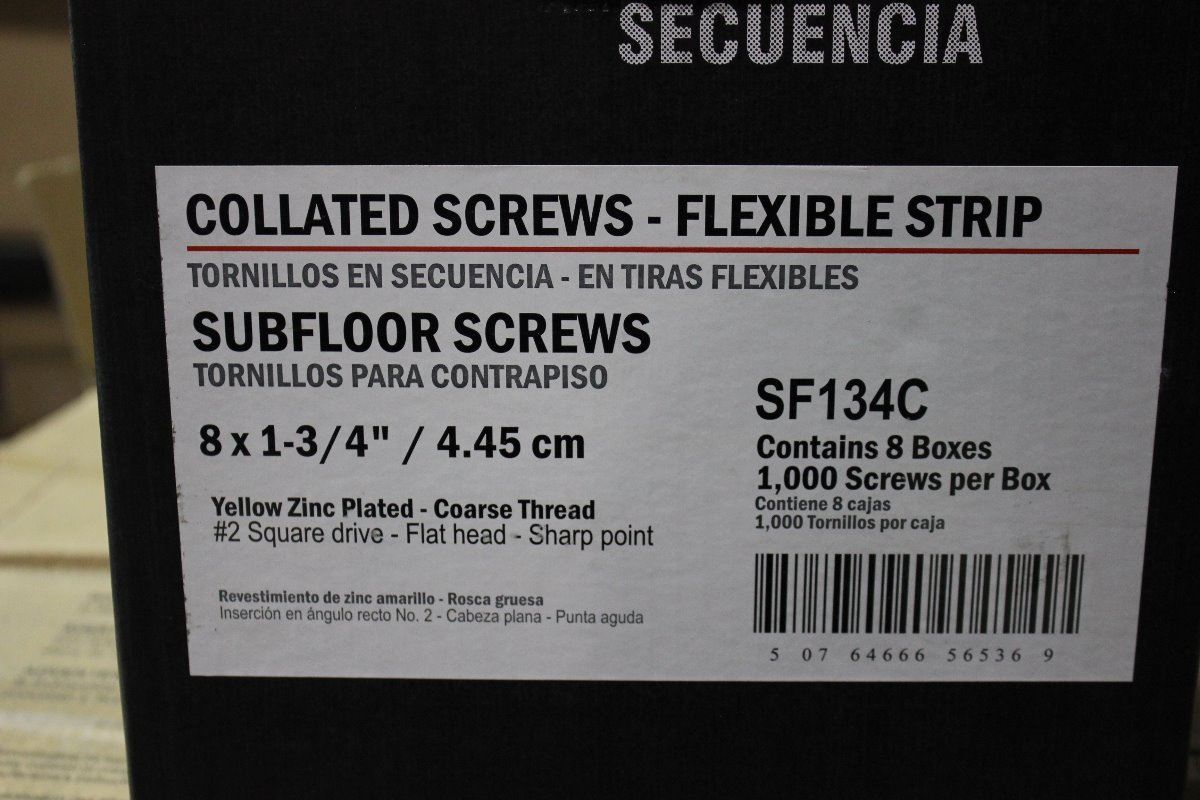 SECUENCIA
COLLATED SCREWS - FLEXIBLE STRIP
TORNILLOS EN SECUENCIA - EN TIRAS FLEXIBLES
SUBFLOOR SCREWS
TORNILLOS PARA CONTRAPISO
8 x 1-3/4" / 4.45 cm
Yellow Zinc Plated - Coarse Thread
#2 Square drive - Flat head - Sharp point
Revestimiento de zinc amarillo - Rosca gruesa
Inserción en ángulo recto No. 2 - Cabeza plana - Punta aguda
SF134C
Contains 8 Boxes
1,000 Screws per Box
Contiene 8 cajas
1,000 Tornillos por caja
5 07 64666 56536 9